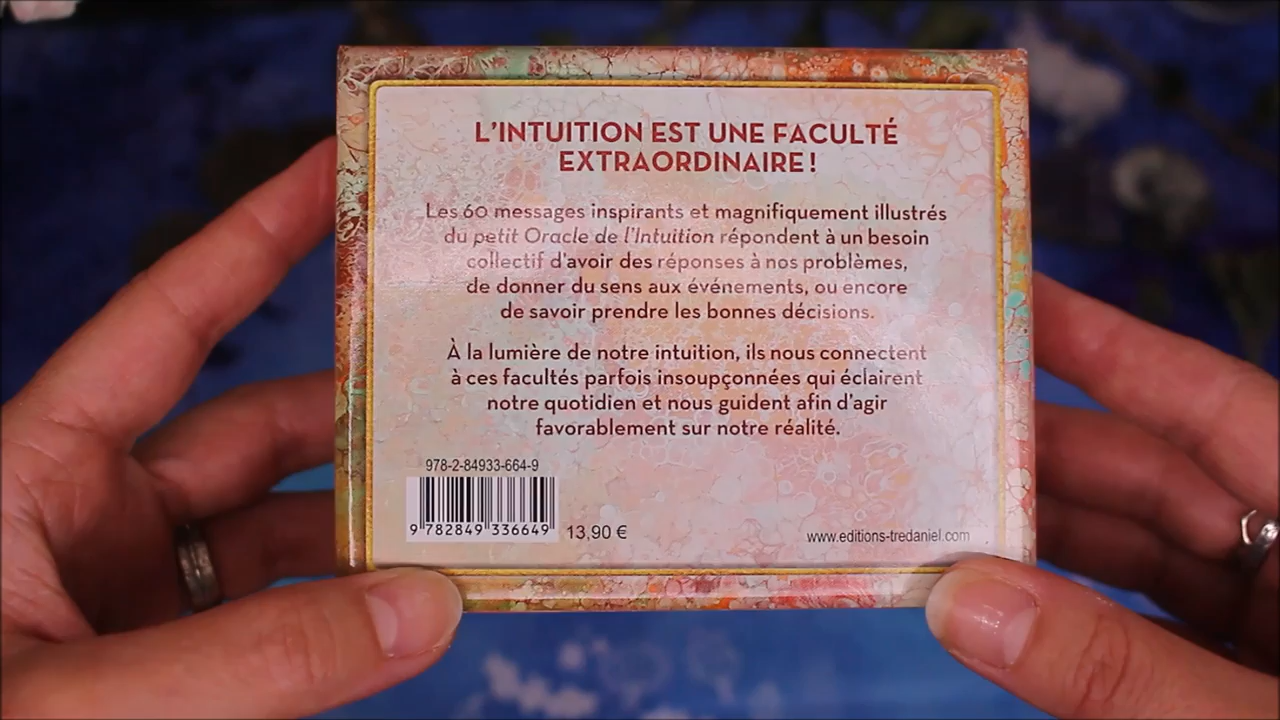 L'INTUITION EST UNE FACULTÉ
EXTRAORDINAIRE !
Les 60 messages inspirants et magnifiquement illustrés
du petit Oracle de l'Intuition répondent à un besoin
collectif d'avoir des réponses à nos problèmes,
de donner du sens aux événements, ou encore
de savoir prendre les bonnes décisions.
À la lumière de notre intuition, ils nous connectent
à ces facultés parfois insoupçonnées qui éclairent
notre quotidien et nous guident afin d'agir
favorablement sur notre réalité.
978-2-84933-664-9
9 782849 336649
13,90 €
www.editions-tredaniel.com